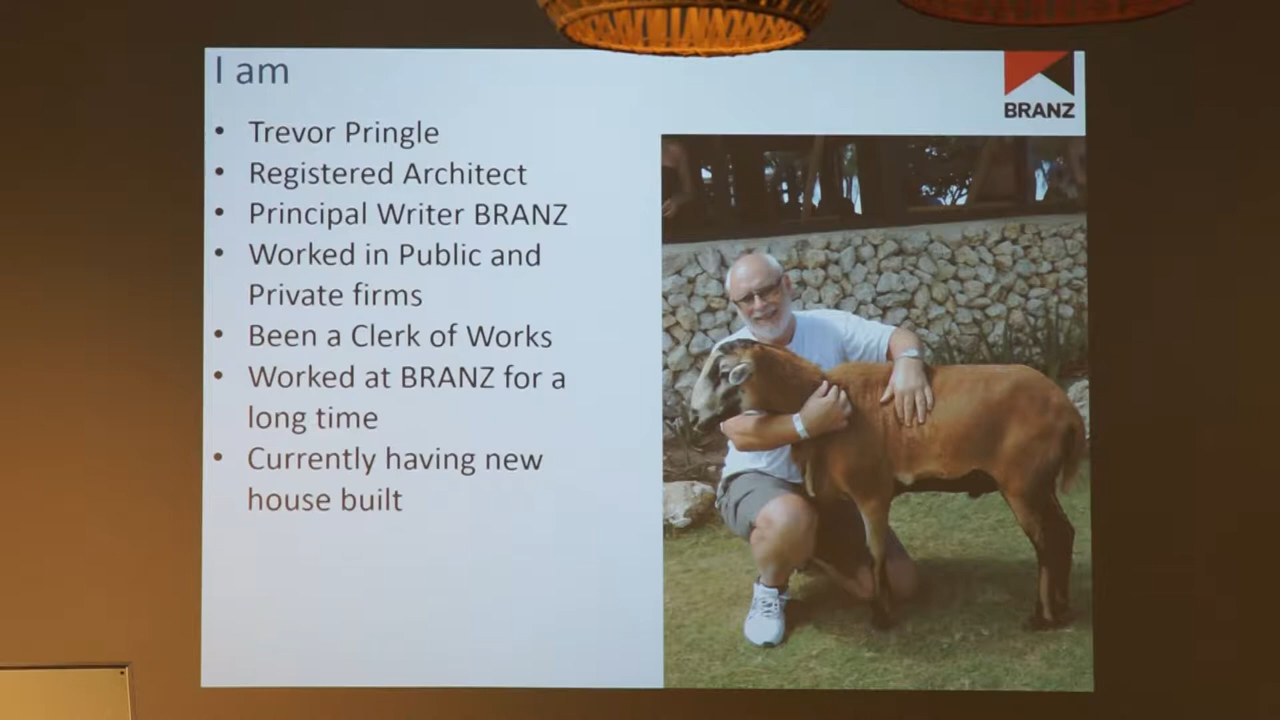 I am
BRANZ
• Trevor Pringle
• Registered Architect
• Principal Writer BRANZ
• Worked in Public and
Private firms
• Been a Clerk of Works
• Worked at BRANZ for a
long time
• Currently having new
house built